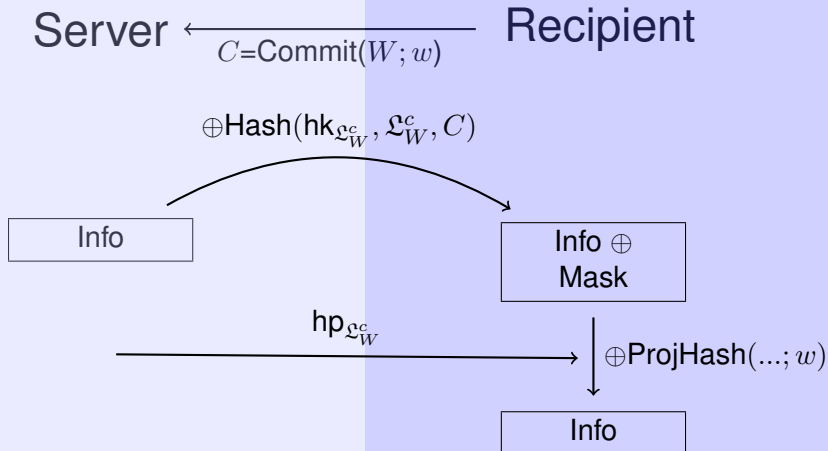 Server
Recipient
C=Commit(W; w)
⊕Hash(hk_{𝔏^c_W}, 𝔏^c_W, C)
Info
Info ⊕
Mask
hp_{𝔏^c_W}
⊕ProjHash(...; w)
Info